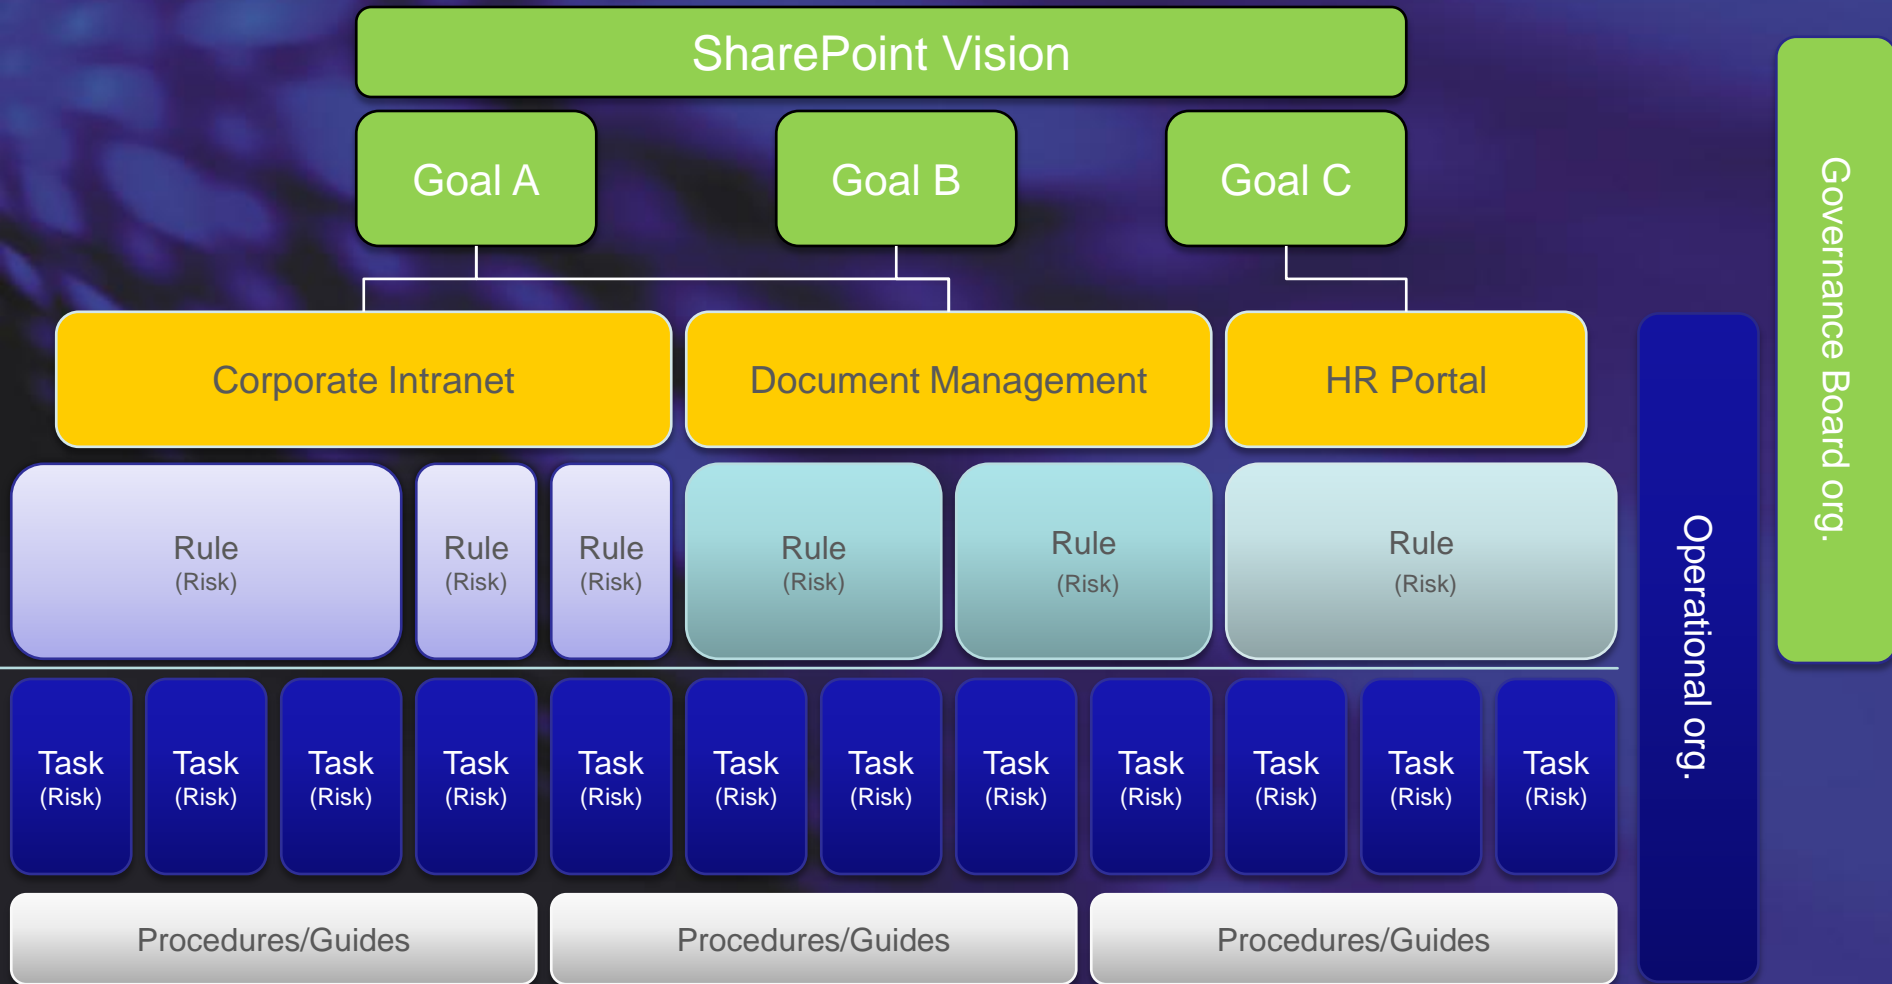 SharePoint Vision
Goal A
Goal B
Goal C
Corporate Intranet
Document Management
HR Portal
Rule
(Risk)
Rule
(Risk)
Rule
(Risk)
Rule
(Risk)
Rule
(Risk)
Rule
(Risk)
Task
(Risk)
Task
(Risk)
Task
(Risk)
Task
(Risk)
Task
(Risk)
Task
(Risk)
Task
(Risk)
Task
(Risk)
Task
(Risk)
Task
(Risk)
Task
(Risk)
Task
(Risk)
Procedures/Guides
Procedures/Guides
Procedures/Guides
Operational org.
Governance Board org.